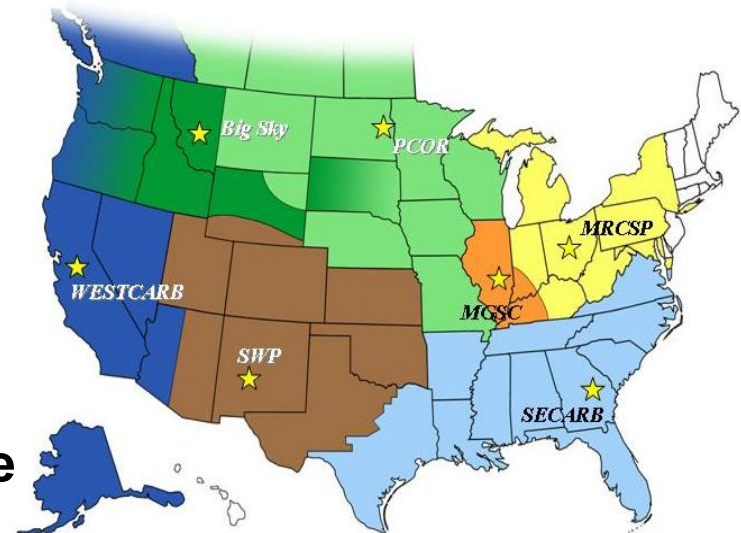 Big Sky
PCOR
MRCSP
WESTCARB
MGSC
SWP
SECARB
e